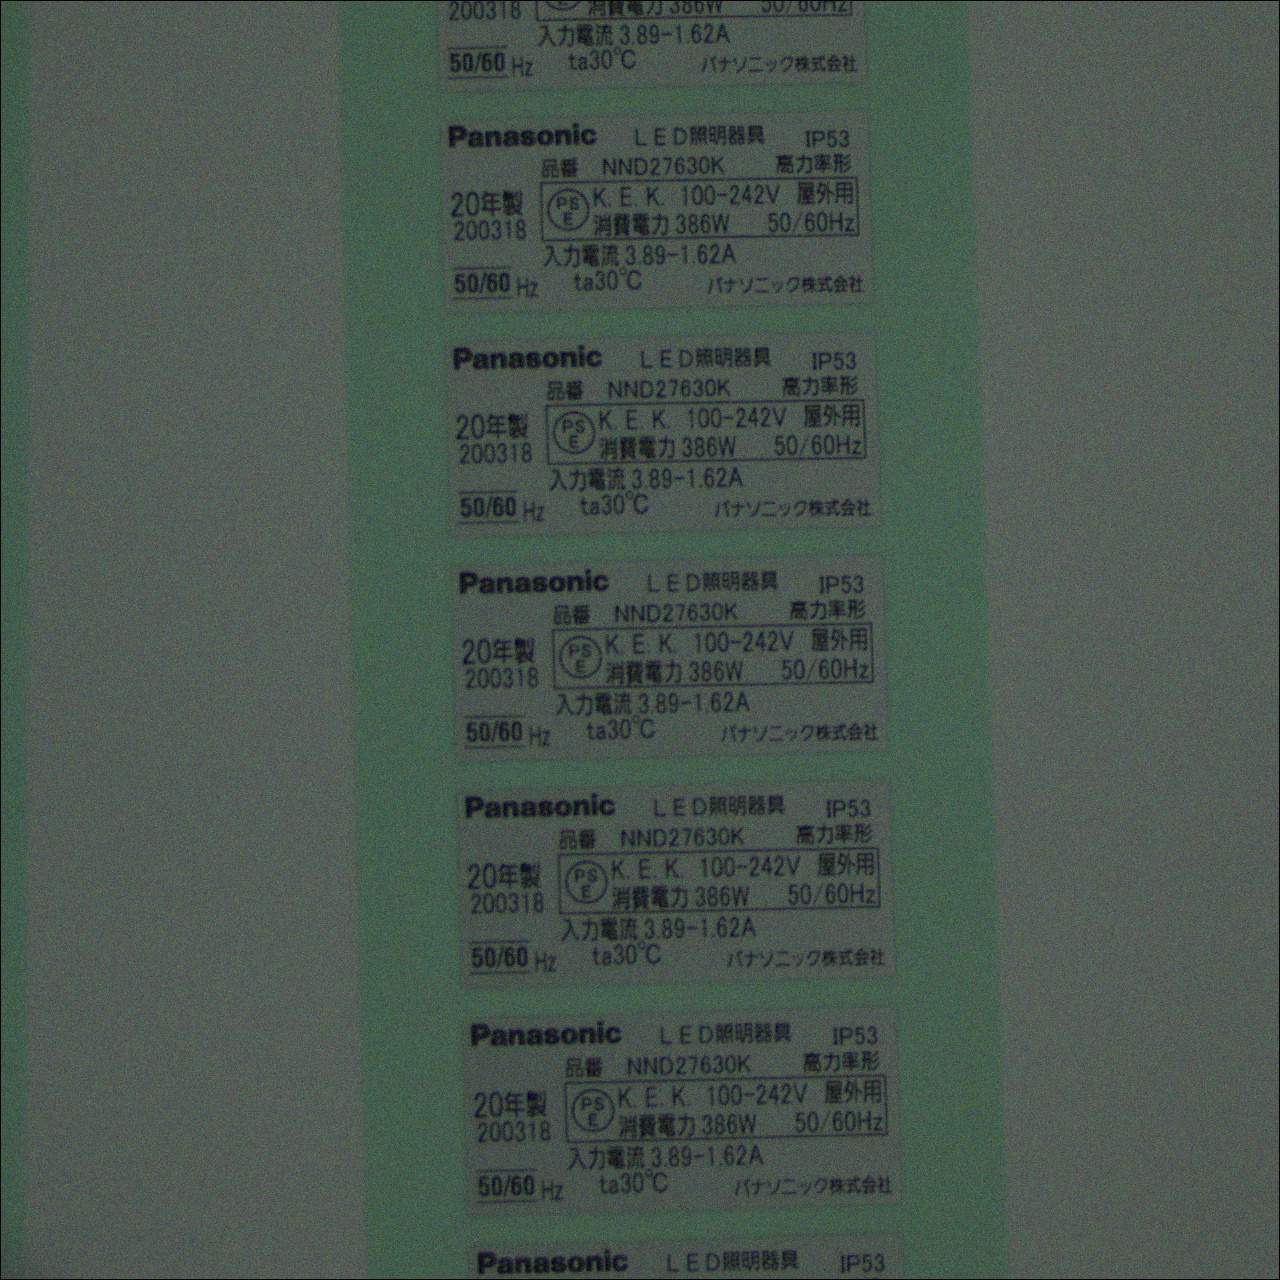 200318 消費電力 386W 50/60Hz
入力電流 3.89-1.62A
50/60 Hz ta30℃ パナソニック株式会社
Panasonic LED照明器具 IP53
品番 NND27630K 高力率形
20年製 PSE K.E.K. 100-242V 屋外用
200318 消費電力 386W 50/60Hz
入力電流 3.89-1.62A
50/60 Hz ta30℃ パナソニック株式会社
Panasonic LED照明器具 IP53
品番 NND27630K 高力率形
20年製 PSE K.E.K. 100-242V 屋外用
200318 消費電力 386W 50/60Hz
入力電流 3.89-1.62A
50/60 Hz ta30℃ パナソニック株式会社
Panasonic LED照明器具 IP53
品番 NND27630K 高力率形
20年製 PSE K.E.K. 100-242V 屋外用
200318 消費電力 386W 50/60Hz
入力電流 3.89-1.62A
50/60 Hz ta30℃ パナソニック株式会社
Panasonic LED照明器具 IP53
品番 NND27630K 高力率形
20年製 PSE K.E.K. 100-242V 屋外用
200318 消費電力 386W 50/60Hz
入力電流 3.89-1.62A
50/60 Hz ta30℃ パナソニック株式会社
Panasonic LED照明器具 IP53
品番 NND27630K 高力率形
20年製 PSE K.E.K. 100-242V 屋外用
200318 消費電力 386W 50/60Hz
入力電流 3.89-1.62A
50/60 Hz ta30℃ パナソニック株式会社
Panasonic LED照明器具 IP53